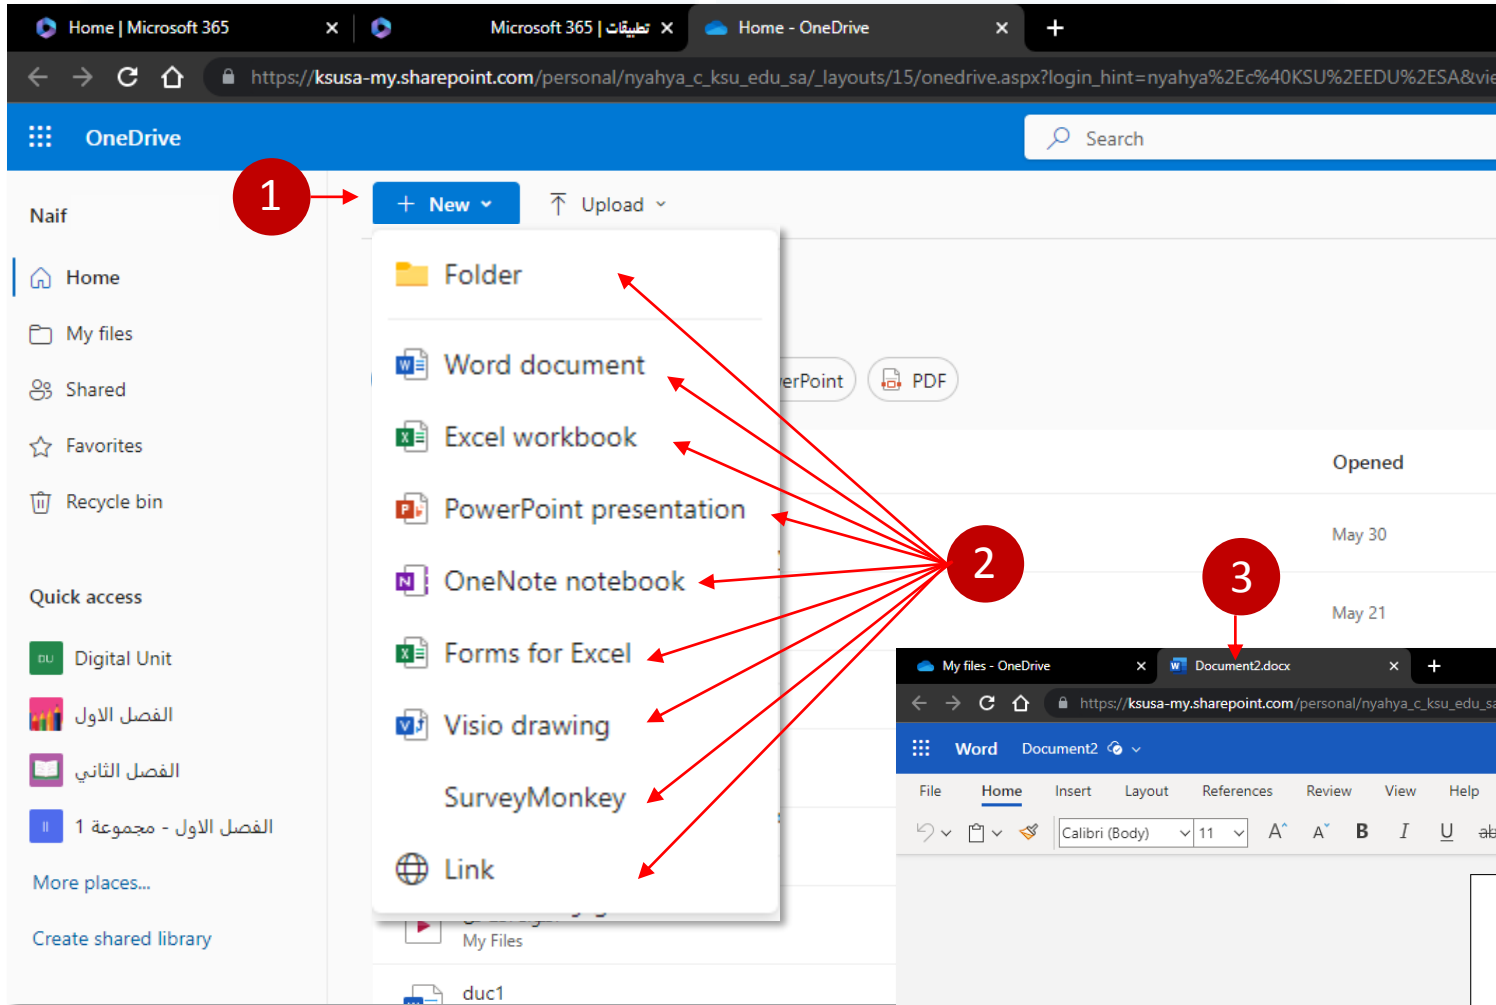 Home | Microsoft 365
تطبيقات | Microsoft 365
Home - OneDrive
https://ksusa-my.sharepoint.com/personal/nyahya_c_ksu_edu_sa/_layouts/15/onedrive.aspx?login_hint=nyahya%2Ec%40KSU%2EEDU%2ESA&vie
OneDrive
Search
Naif
1
New
Upload
Home
My files
Shared
Favorites
Recycle bin
Quick access
DU Digital Unit
الفصل الاول
الفصل الثاني
الفصل الاول - مجموعة 1
More places...
Create shared library
Folder
Word document
Excel workbook
PowerPoint presentation
OneNote notebook
Forms for Excel
Visio drawing
SurveyMonkey
Link
erPoint
PDF
Opened
May 30
May 21
2
3
My Files
duc1
My files - OneDrive
Document2.docx
https://ksusa-my.sharepoint.com/personal/nyahya_c_ksu_edu_sa
Word Document2
File Home Insert Layout References Review View Help
Calibri (Body) 11 A A B I U ab